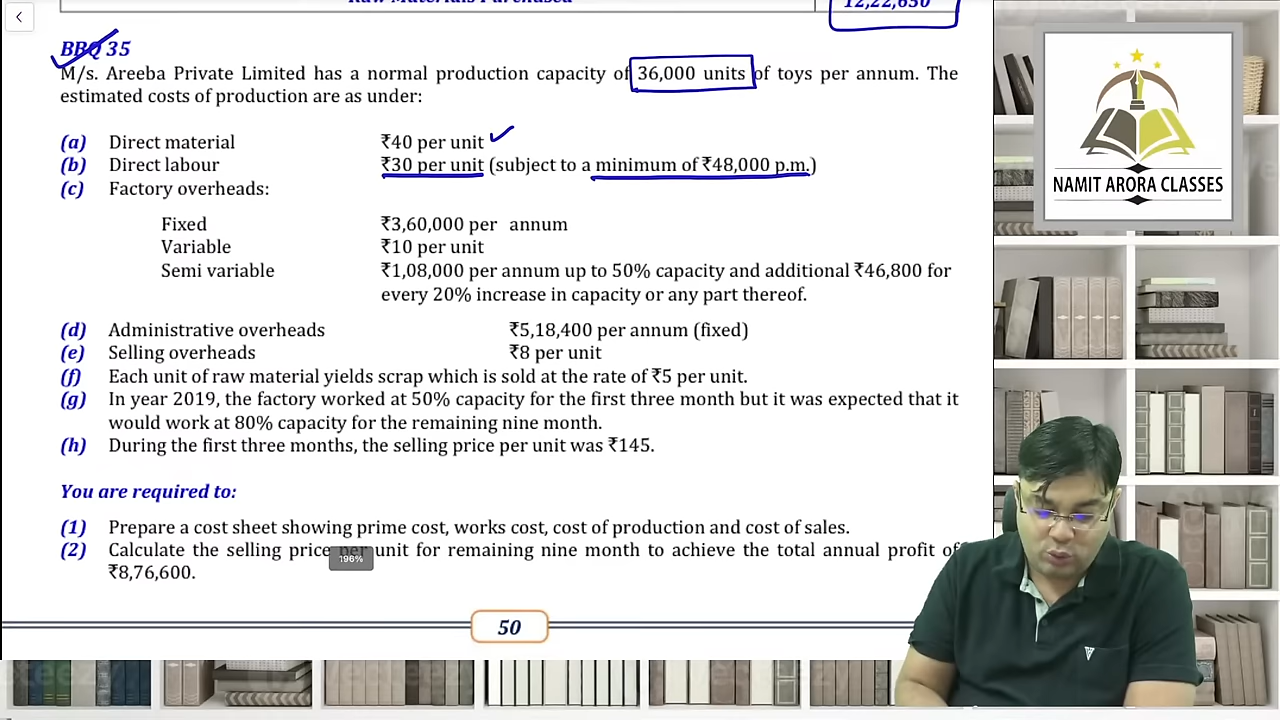 12,22,650
BBQ 35
M/s. Areeba Private Limited has a normal production capacity of 36,000 units of toys per annum. The
estimated costs of production are as under:
(a) Direct material ₹40 per unit
(b) Direct labour ₹30 per unit (subject to a minimum of ₹48,000 p.m.)
(c) Factory overheads:
Fixed ₹3,60,000 per annum
Variable ₹10 per unit
Semi variable ₹1,08,000 per annum up to 50% capacity and additional ₹46,800 for
every 20% increase in capacity or any part thereof.
(d) Administrative overheads ₹5,18,400 per annum (fixed)
(e) Selling overheads ₹8 per unit
(f) Each unit of raw material yields scrap which is sold at the rate of ₹5 per unit.
(g) In year 2019, the factory worked at 50% capacity for the first three month but it was expected that it
would work at 80% capacity for the remaining nine month.
(h) During the first three months, the selling price per unit was ₹145.
You are required to:
(1) Prepare a cost sheet showing prime cost, works cost, cost of production and cost of sales.
(2) Calculate the selling price per unit for remaining nine month to achieve the total annual profit of
₹8,76,600.
196%
50
NAMIT ARORA CLASSES